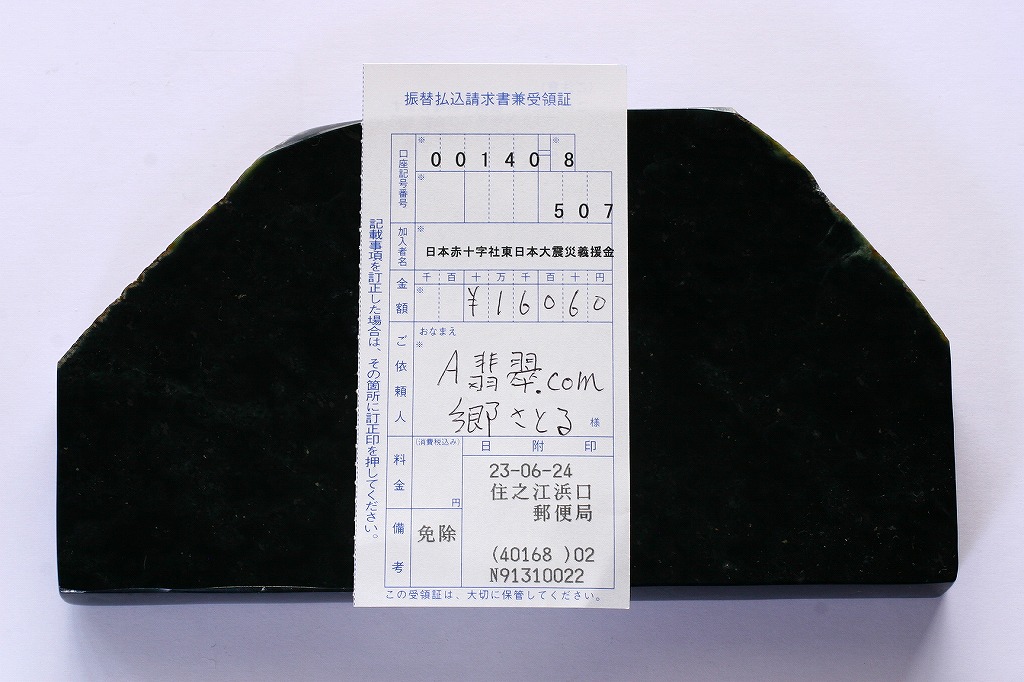 振替払込請求書兼受領証
口座記号番号
※ ※
00140-8
※
507
加入者名
※
日本赤十字社東日本大震災義援金
金額
千 百 十 万 千 百 十 円
※
¥16060
ご依頼人
おなまえ
※
A翡翠.com
郷さとる 様
料金
(消費税込み)
円
日附印
23-06-24
住之江浜口
郵便局
(40168 )02
N91310022
備考
免除
この受領証は、大切に保管してください。
記載事項を訂正した場合は、その箇所に訂正印を押してください。